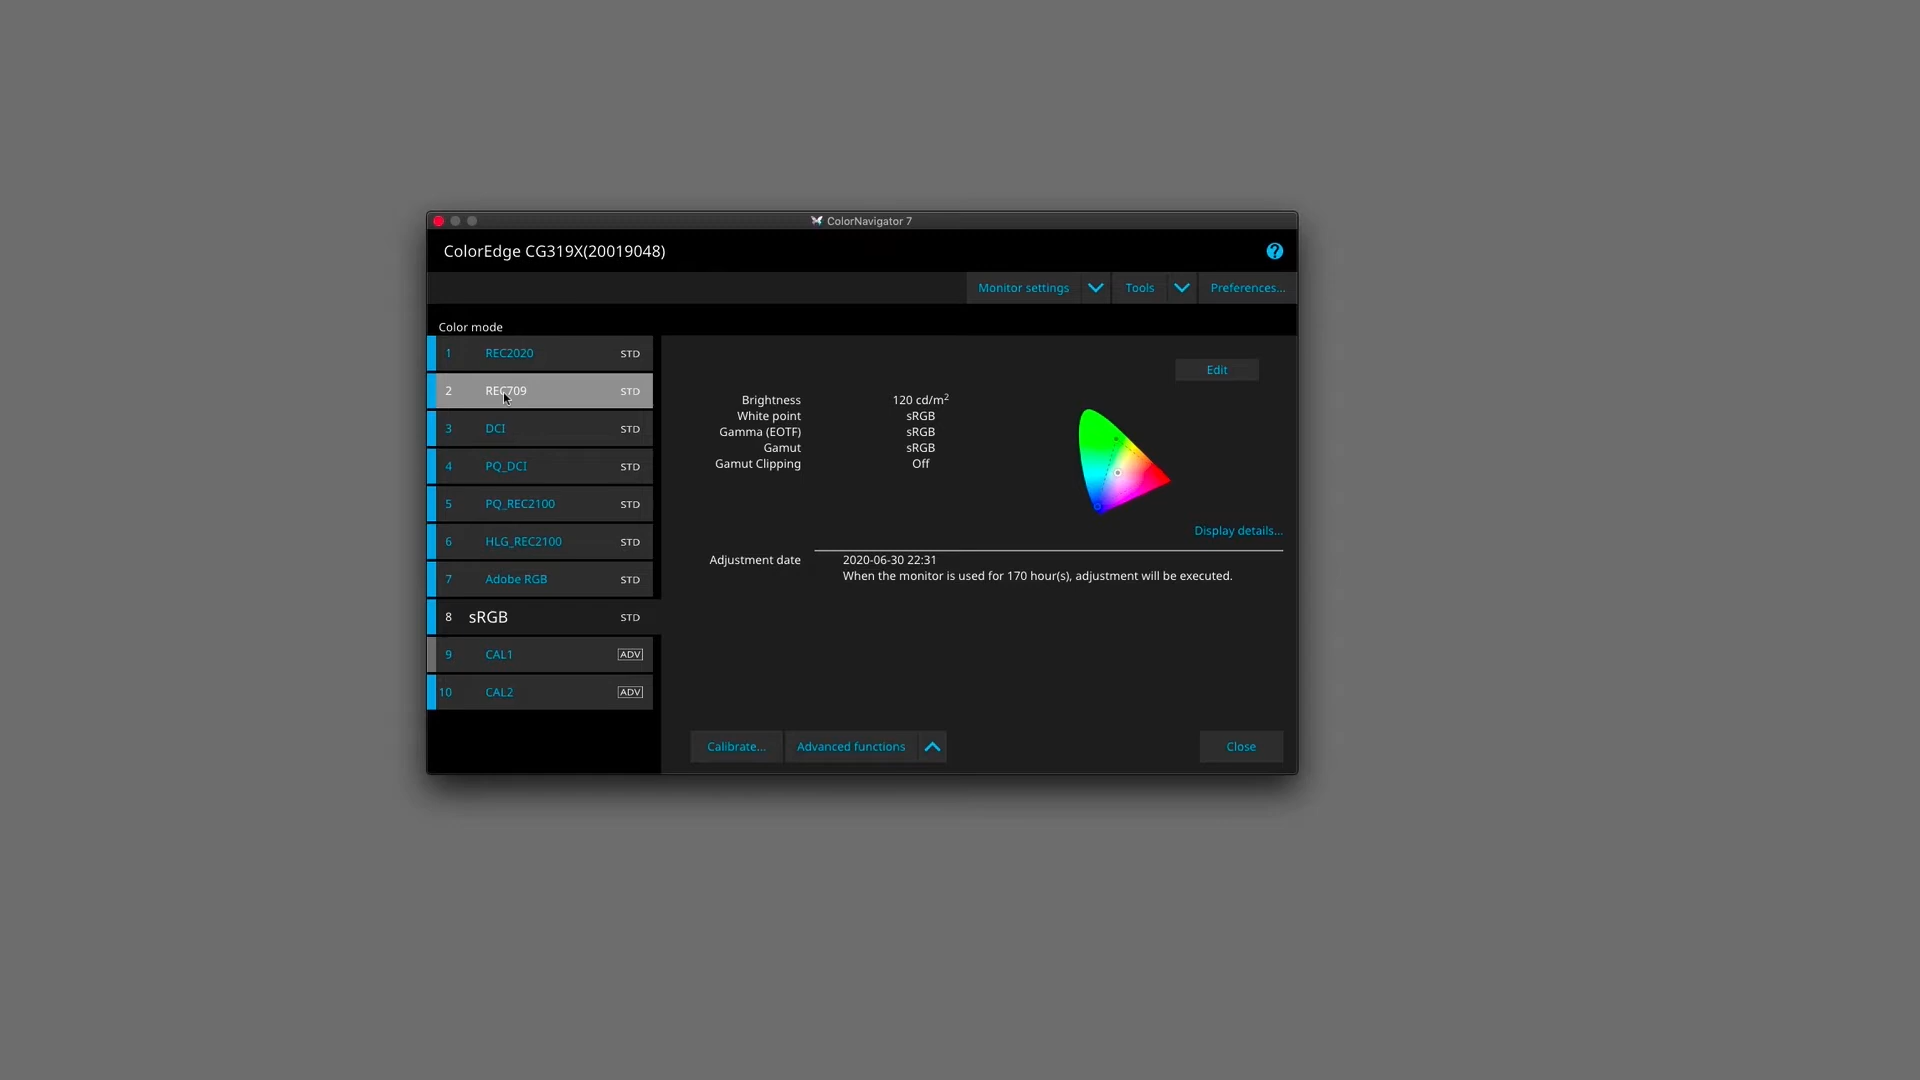 ColorNavigator 7
ColorEdge CG319X(20019048)
?
Monitor settings
Tools
Preferences...
Color mode
1 REC2020 STD
2 REC709 STD
3 DCI STD
4 PQ_DCI STD
5 PQ_REC2100 STD
6 HLG_REC2100 STD
7 Adobe RGB STD
8 sRGB STD
9 CAL1 ADV
10 CAL2 ADV
Edit
Brightness 120 cd/m²
White point sRGB
Gamma (EOTF) sRGB
Gamut sRGB
Gamut Clipping Off
Display details...
Adjustment date 2020-06-30 22:31
When the monitor is used for 170 hour(s), adjustment will be executed.
Calibrate...
Advanced functions
Close